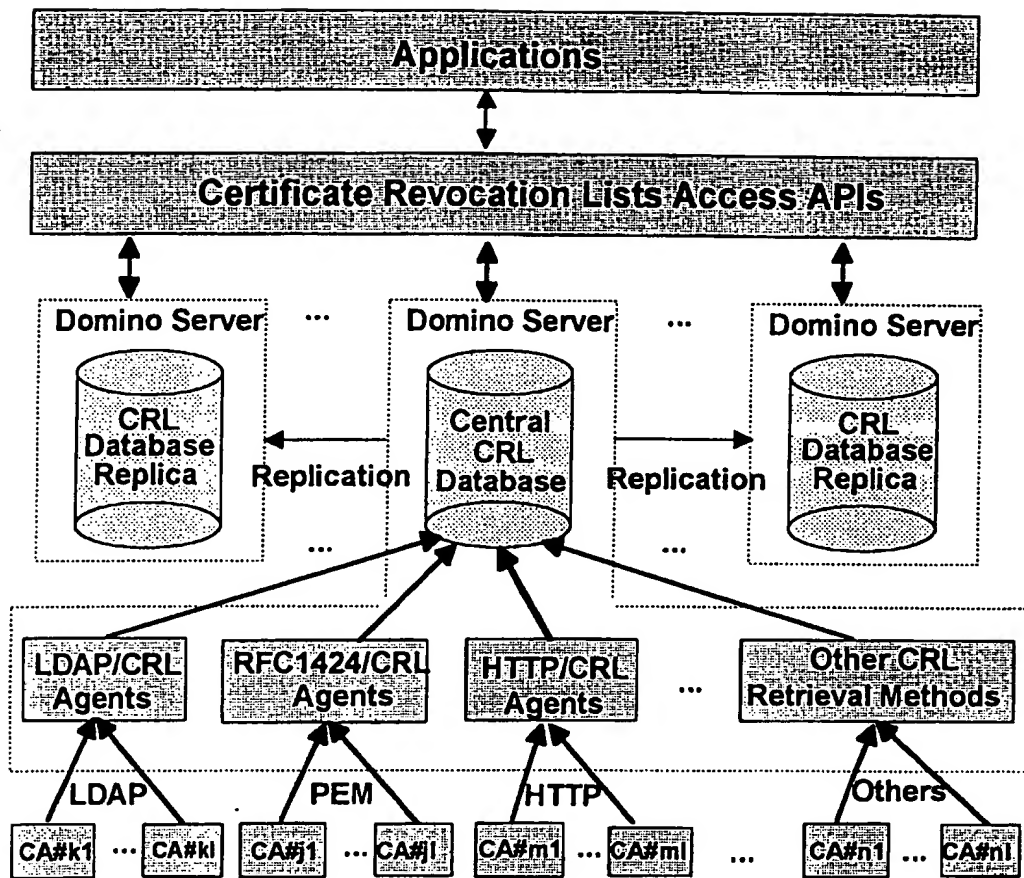 Applications
Certificate Revocation Lists Access APIs
Domino Server ... Domino Server ... Domino Server
CRL
Database
Replica
Replication
Central
CRL
Database
Replication
CRL
Database
Replica
... ...
LDAP/CRL
Agents
RFC1424/CRL
Agents
HTTP/CRL
Agents
...
Other CRL
Retrieval Methods
LDAP PEM HTTP Others
CA#k1 ... CA#kl CA#j1 ... CA#jl CA#m1 ... CA#ml ... CA#n1 ... CA#nl